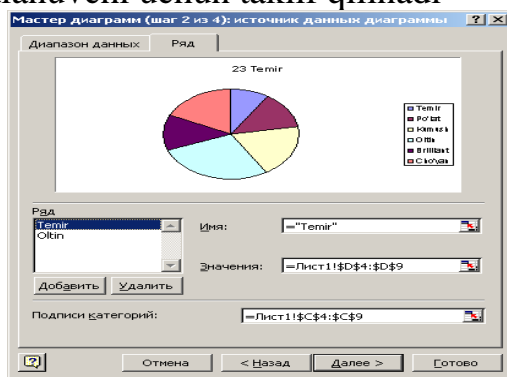 Мастер диаграмм (шаг 2 из 4): источник данных диаграммы
Диапазон данных
Ряд
23 Temir
Temir
Po'lat
Kumush
Oltin
Brilliant
Cho'yan
Ряд
Temir
Oltin
Имя:
="Temir"
Значения:
=Лист1!$D$4:$D$9
Добавить
Удалить
Подписи категорий:
=Лист1!$C$4:$C$9
Отмена
< Назад
Далее >
Готово